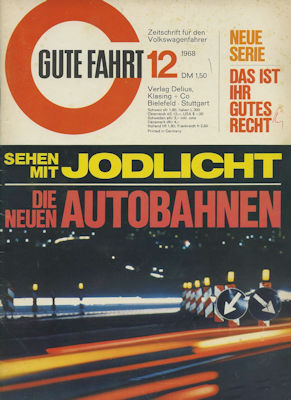 GUTE FAHRT 12
Zeitschrift für den
Volkswagenfahrer
1968
DM 1,50
Verlag Delius,
Klasing + Co
Bielefeld · Stuttgart
Printed in Germany
NEUE
SERIE
DAS IST
IHR
GUTES
RECHT
SEHEN
MIT JODLICHT
DIE
NEUEN AUTOBAHNEN